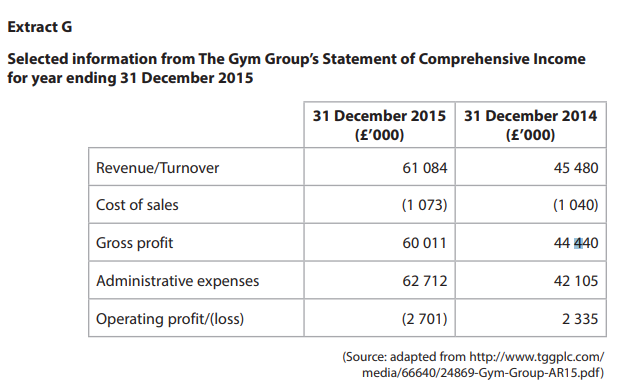 Extract G
Selected information from The Gym Group’s Statement of Comprehensive Income
for year ending 31 December 2015
31 December 2015 31 December 2014
(£’000) (£’000)
Revenue/Turnover 61 084 45 480
Cost of sales (1 073) (1 040)
Gross profit 60 011 44 440
Administrative expenses 62 712 42 105
Operating profit/(loss) (2 701) 2 335
(Source: adapted from http://www.tggplc.com/
media/66640/24869-Gym-Group-AR15.pdf)